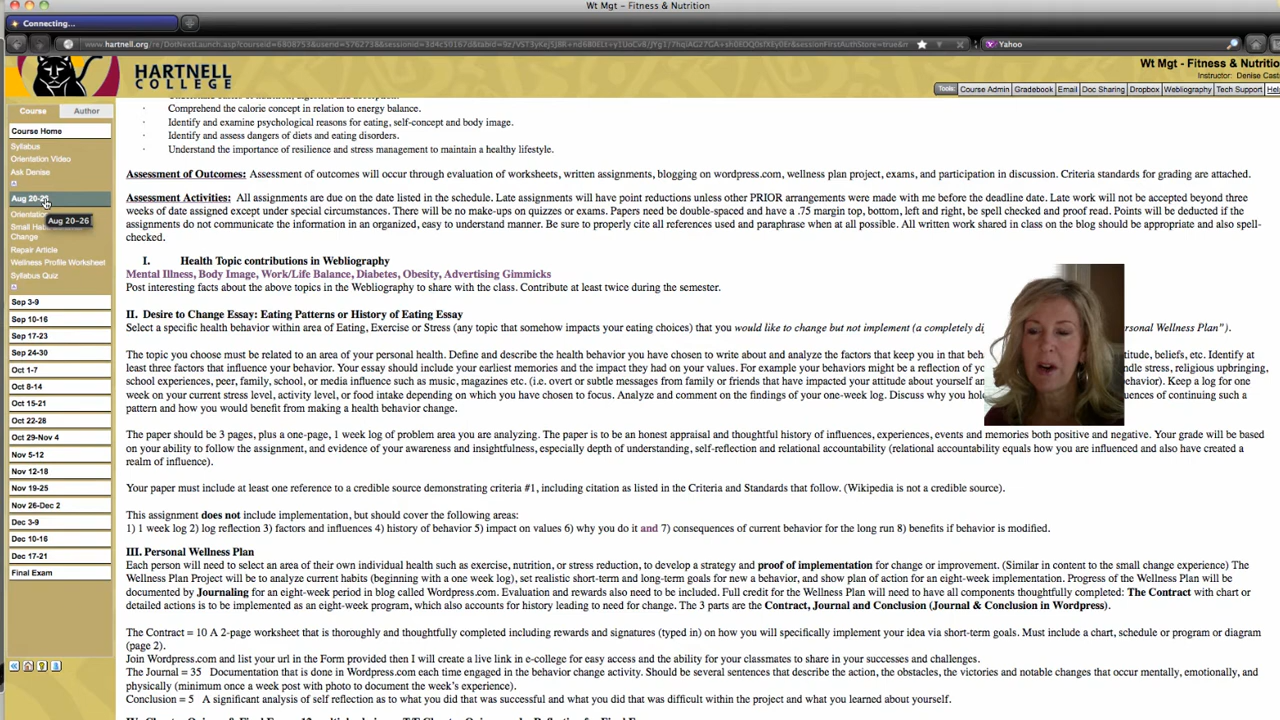 Wt Mgt – Fitness & Nutrition
Connecting...
Yahoo
HARTNELL
COLLEGE
Wt Mgt - Fitness & Nutritio
Instructor: Denise Cast
Tools: Course Admin Gradebook Email Doc Sharing Dropbox Webliography Tech Support Hel
Course Author
Course Home
Syllabus
Orientation Video
Ask Denise
Aug 20-26
Aug 20-26
Orientation
Small
Change
Repair Article
Wellness Profile Worksheet
Syllabus Quiz
Sep 3-9
Sep 10-16
Sep 17-23
Sep 24-30
Oct 1-7
Oct 8-14
Oct 15-21
Oct 22-28
Oct 29-Nov 4
Nov 5-12
Nov 12-18
Nov 19-25
Nov 26-Dec 2
Dec 3-9
Dec 10-16
Dec 17-21
Final Exam
· Comprehend the calorie concept in relation to energy balance.
· Identify and examine psychological reasons for eating, self-concept and body image.
· Identify and assess dangers of diets and eating disorders.
· Understand the importance of resilience and stress management to maintain a healthy lifestyle.
Assessment of Outcomes: Assessment of outcomes will occur through evaluation of worksheets, written assignments, blogging on wordpress.com, wellness plan project, exams, and participation in discussion. Criteria standards for grading are attached.
Assessment Activities: All assignments are due on the date listed in the schedule. Late assignments will have point reductions unless other PRIOR arrangements were made with me before the deadline date. Late work will not be accepted beyond three
weeks of date assigned except under special circumstances. There will be no make-ups on quizzes or exams. Papers need be double-spaced and have a .75 margin top, bottom, left and right, be spell checked and proof read. Points will be deducted if the
assignments do not communicate the information in an organized, easy to understand manner. Be sure to properly cite all references used and paraphrase when at all possible. All written work shared in class on the blog should be appropriate and also spell-
checked.
I. Health Topic contributions in Webliography
Mental Illness, Body Image, Work/Life Balance, Diabetes, Obesity, Advertising Gimmicks
Post interesting facts about the above topics in the Webliography to share with the class. Contribute at least twice during the semester.
II. Desire to Change Essay: Eating Patterns or History of Eating Essay
Select a specific health behavior within area of Eating, Exercise or Stress (any topic that somehow impacts your eating choices) that you would like to change but not implement (a completely di ersonal Wellness Plan").
The topic you choose must be related to an area of your personal health. Define and describe the health behavior you have chosen to write about and analyze the factors that keep you in that beh titude, beliefs, etc. Identify at
least three factors that influence your behavior. Your essay should include your earliest memories and the impact they had on your values. For example your behaviors might be a reflection of yo ndle stress, religious upbringing,
school experiences, peer, family, school, or media influence such as music, magazines etc. (i.e. overt or subtle messages from family or friends that have impacted your attitude about yourself an behavior). Keep a log for one
week on your current stress level, activity level, or food intake depending on which you have chosen to focus. Analyze and comment on the findings of your one-week log. Discuss why you hol uences of continuing such a
pattern and how you would benefit from making a health behavior change.
The paper should be 3 pages, plus a one-page, 1 week log of problem area you are analyzing. The paper is to be an honest appraisal and thoughtful history of influences, experiences, events and memories both positive and negative. Your grade will be based
on your ability to follow the assignment, and evidence of your awareness and insightfulness, especially depth of understanding, self-reflection and relational accountability (relational accountability equals how you are influenced and also have created a
realm of influence).
Your paper must include at least one reference to a credible source demonstrating criteria #1, including citation as listed in the Criteria and Standards that follow. (Wikipedia is not a credible source).
This assignment does not include implementation, but should cover the following areas:
1) 1 week log 2) log reflection 3) factors and influences 4) history of behavior 5) impact on values 6) why you do it and 7) consequences of current behavior for the long run 8) benefits if behavior is modified.
III. Personal Wellness Plan
Each person will need to select an area of their own individual health such as exercise, nutrition, or stress reduction, to develop a strategy and proof of implementation for change or improvement. (Similar in content to the small change experience) The
Wellness Plan Project will be to analyze current habits (beginning with a one week log), set realistic short-term and long-term goals for new a behavior, and show plan of action for an eight-week implementation. Progress of the Wellness Plan will be
documented by Journaling for an eight-week period in blog called Wordpress.com. Evaluation and rewards also need to be included. Full credit for the Wellness Plan will need to have all components thoughtfully completed: The Contract with chart or
detailed actions is to be implemented as an eight-week program, which also accounts for history leading to need for change. The 3 parts are the Contract, Journal and Conclusion (Journal & Conclusion in Wordpress).
The Contract = 10 A 2-page worksheet that is thoroughly and thoughtfully completed including rewards and signatures (typed in) on how you will specifically implement your idea via short-term goals. Must include a chart, schedule or program or diagram
(page 2).
Join Wordpress.com and list your url in the Form provided then I will create a live link in e-college for easy access and the ability for your classmates to share in your successes and challenges.
The Journal = 35 Documentation that is done in WordPress.com each time engaged in the behavior change activity. Should be several sentences that describe the action, the obstacles, the victories and notable changes that occur mentally, emotionally, and
physically (minimum once a week post with photo to document the week's experience).
Conclusion = 5 A significant analysis of self reflection as to what you did that was successful and what you did that was difficult within the project and what you learned about yourself.